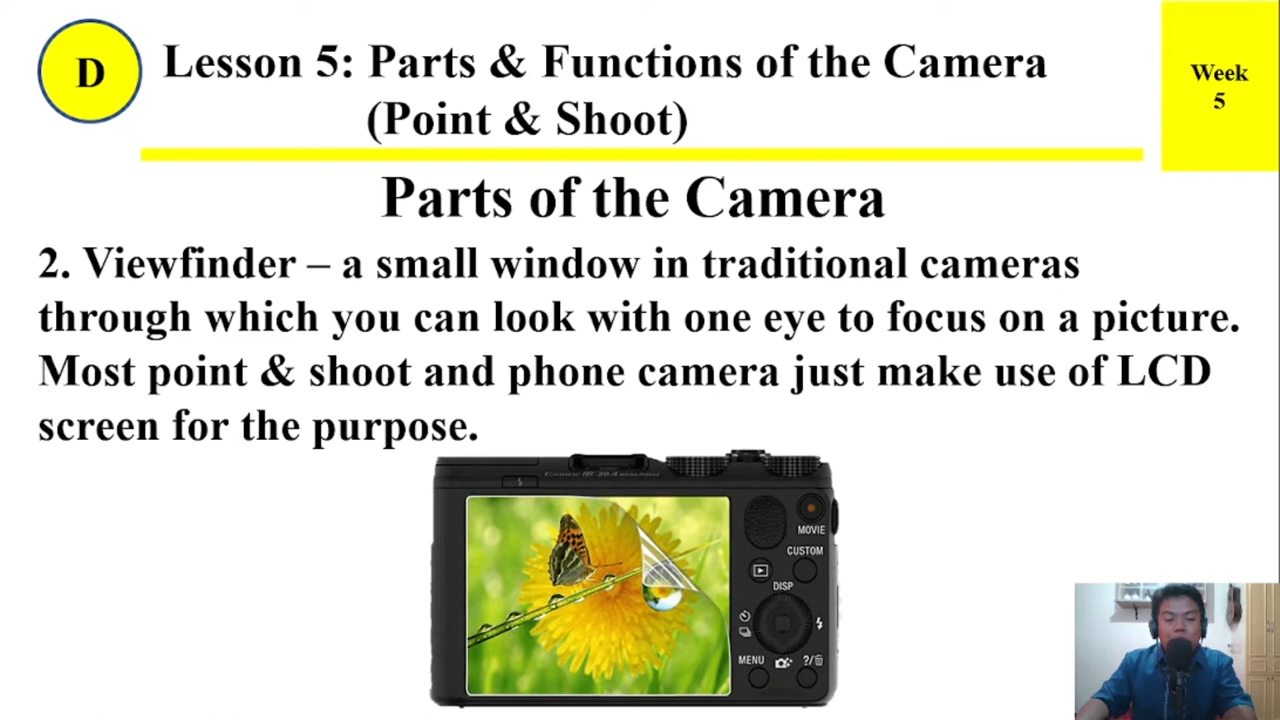 D
Lesson 5: Parts & Functions of the Camera
(Point & Shoot)
Week
5
Parts of the Camera
2. Viewfinder – a small window in traditional cameras
through which you can look with one eye to focus on a picture.
Most point & shoot and phone camera just make use of LCD
screen for the purpose.
20.4
MOVIE
CUSTOM
DISP
MENU
?/